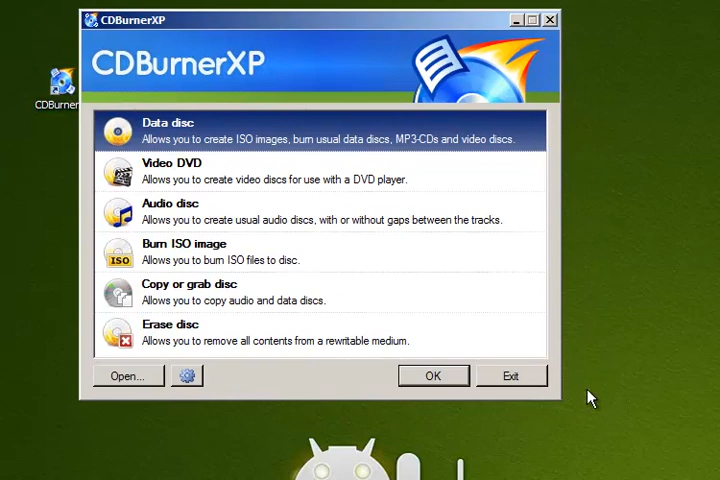 CDBurnerXP
CDBurnerXP
CDBurner
Data disc
Allows you to create ISO images, burn usual data discs, MP3-CDs and video discs.
Video DVD
Allows you to create video discs for use with a DVD player.
Audio disc
Allows you to create usual audio discs, with or without gaps between the tracks.
Burn ISO image
Allows you to burn ISO files to disc.
ISO
Copy or grab disc
Allows you to copy audio and data discs.
Erase disc
Allows you to remove all contents from a rewritable medium.
Open... OK Exit